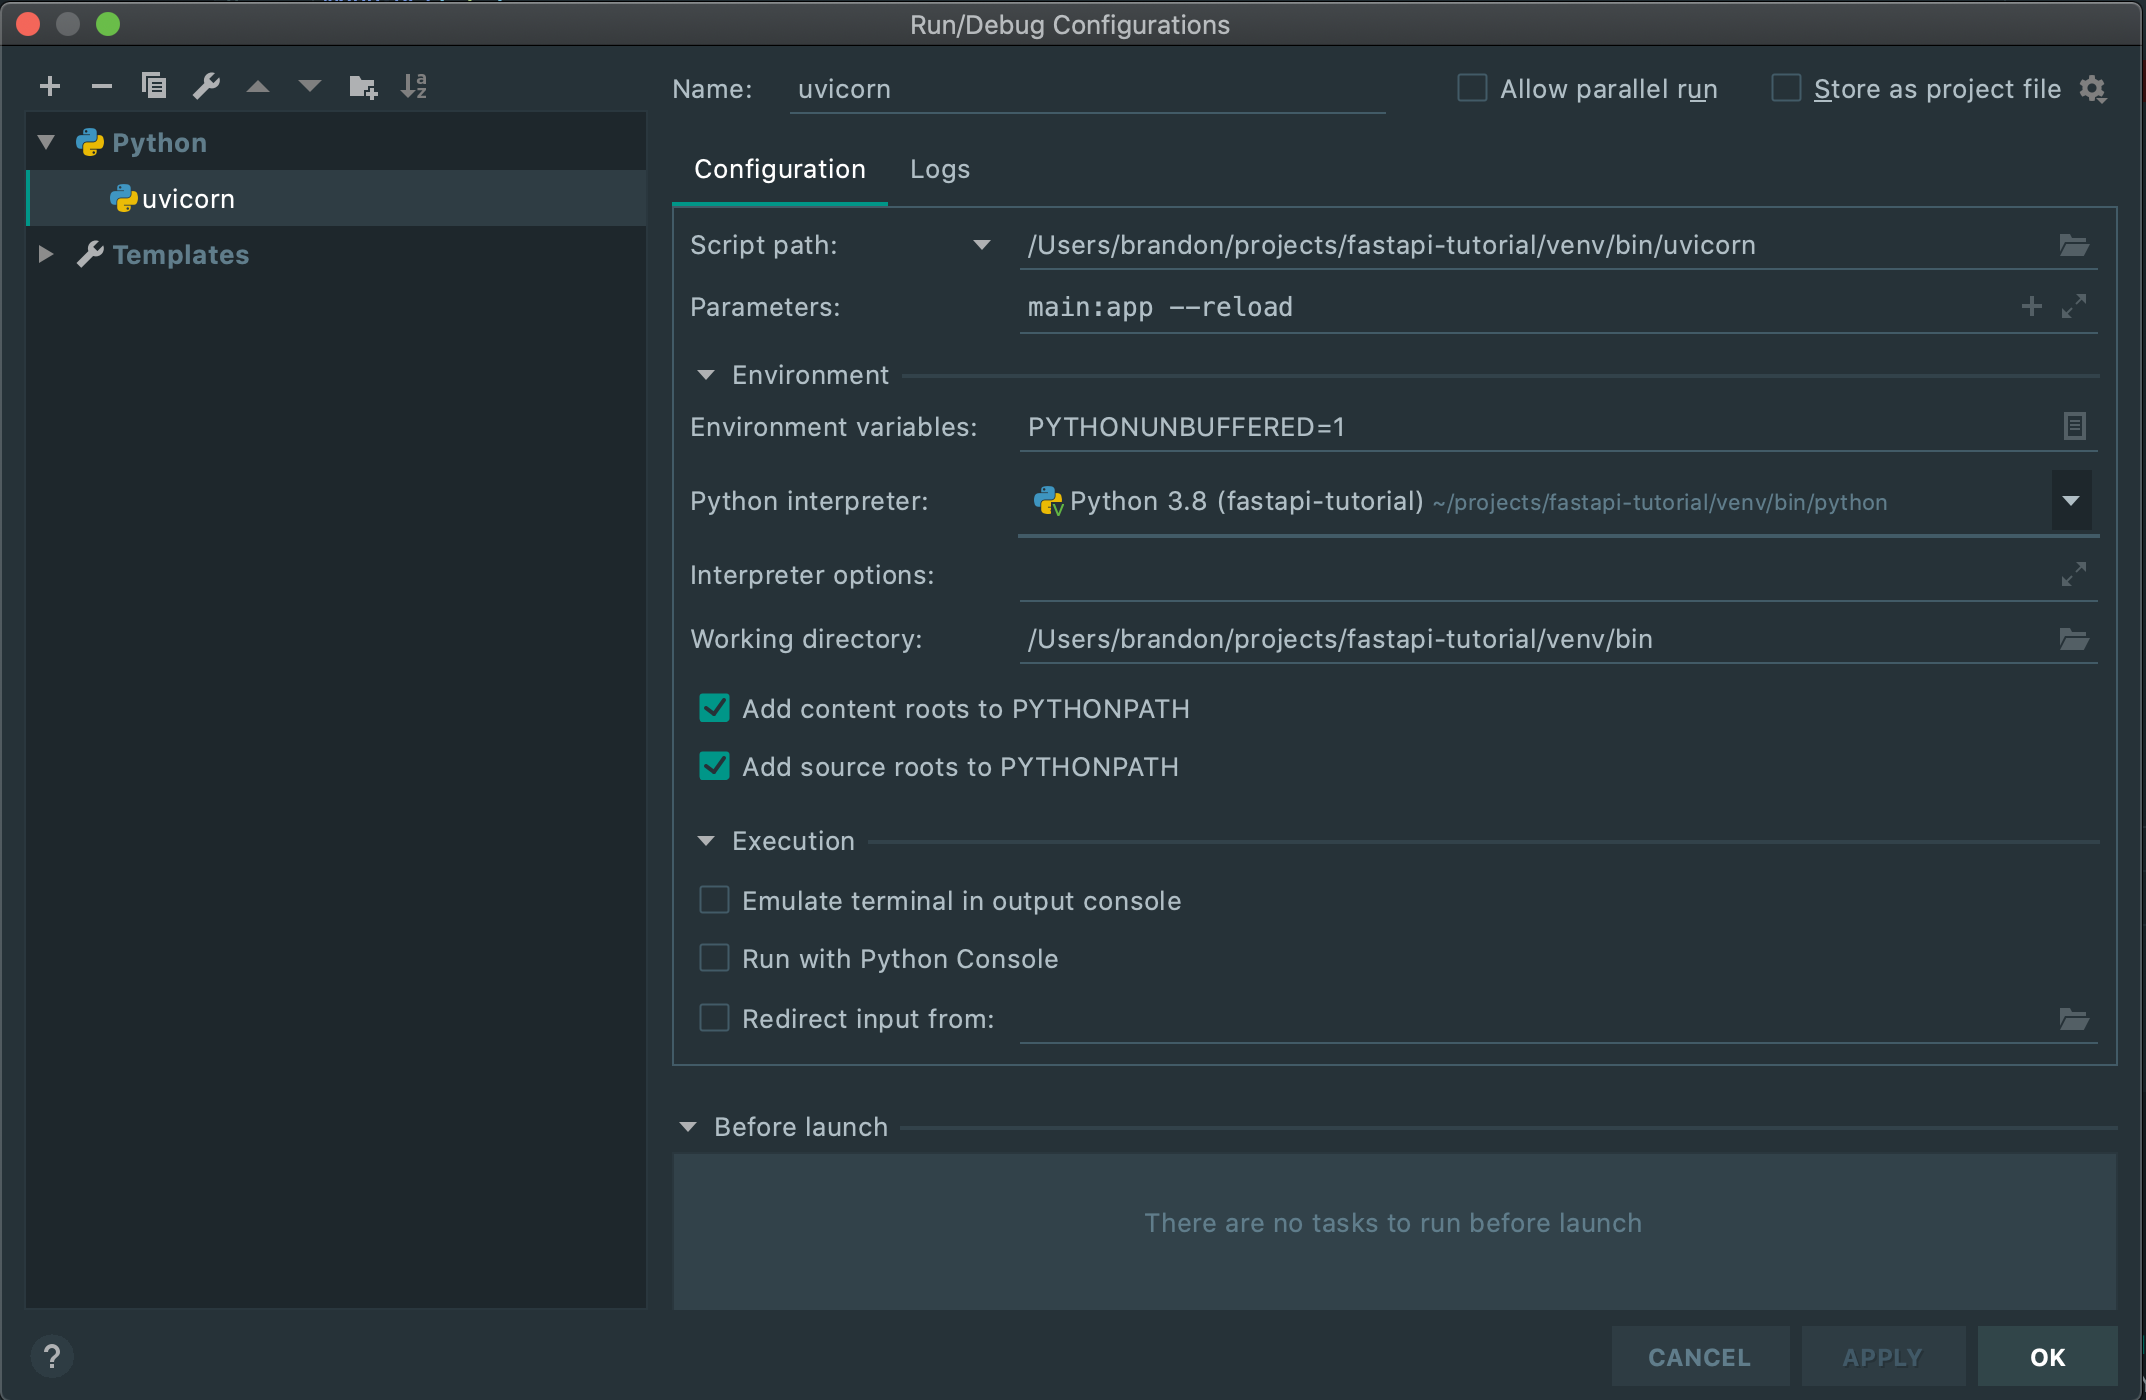 Run/Debug Configurations
Name: uvicorn
Allow parallel run
Store as project file
Python
uvicorn
Templates
Configuration Logs
Script path: /Users/brandon/projects/fastapi-tutorial/venv/bin/uvicorn
Parameters: main:app --reload
Environment
Environment variables: PYTHONUNBUFFERED=1
Python interpreter: Python 3.8 (fastapi-tutorial) ~/projects/fastapi-tutorial/venv/bin/python
Interpreter options:
Working directory: /Users/brandon/projects/fastapi-tutorial/venv/bin
Add content roots to PYTHONPATH
Add source roots to PYTHONPATH
Execution
Emulate terminal in output console
Run with Python Console
Redirect input from:
Before launch
There are no tasks to run before launch
? CANCEL APPLY OK